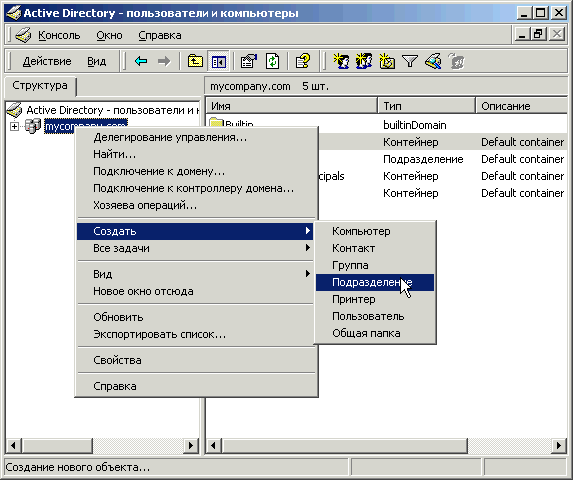 Active Directory - пользователи и компьютеры
Консоль Окно Справка
Действие Вид
Структура
mycompany.com 5 шт.
Active Directory - пользователи и
mycompany.com
Имя Тип Описание
Builtin builtinDomain
Контейнер Default container
Подразделение Default container
cipals Контейнер Default container
Контейнер Default container
Делегирование управления...
Найти...
Подключение к домену...
Подключение к контроллеру домена...
Хозяева операций...
Создать
Все задачи
Вид
Новое окно отсюда
Обновить
Экспортировать список...
Свойства
Справка
Компьютер
Контакт
Группа
Подразделение
Принтер
Пользователь
Общая папка
Создание нового объекта...